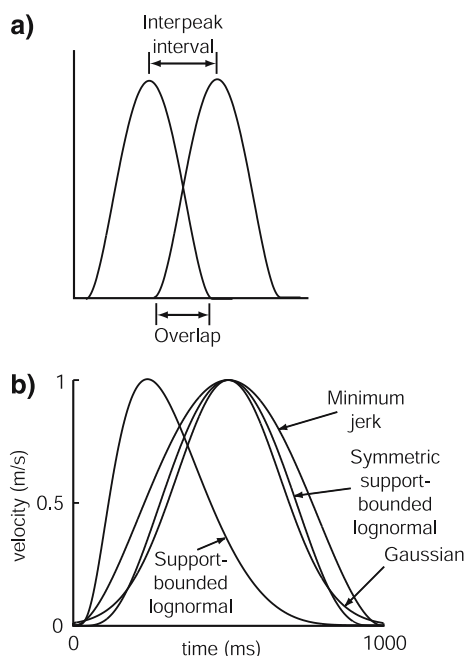 a)
Interpeak
interval
Overlap
b)
velocity (m/s)
1
0.5
0
Minimum
jerk
Symmetric
support-
bounded
lognormal
Gaussian
Support-
bounded
lognormal
0
time (ms)
1000